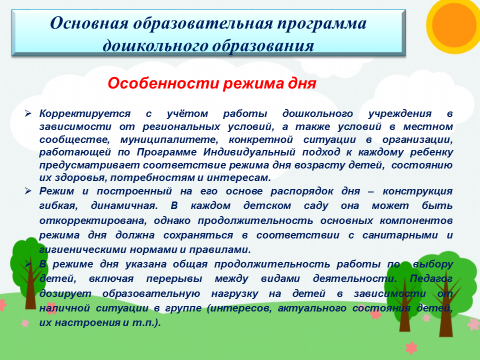 Основная образовательная программа
дошкольного образования
Особенности режима дня
Корректируется с учётом работы дошкольного учреждения в
зависимости от региональных условий, а также условий в местном
сообществе, муниципалитете, конкретной ситуации в организации,
работающей по Программе Индивидуальный подход к каждому ребенку
предусматривает соответствие режима дня возрасту детей, состоянию
их здоровья, потребностям и интересам.
Режим и построенный на его основе распорядок дня – конструкция
гибкая, динамичная. В каждом детском саду она может быть
откорректирована, однако продолжительность основных компонентов
режима дня должна сохраняться в соответствии с санитарными и
гигиеническими нормами и правилами.
В режиме дня указана общая продолжительность работы по выбору
детей, включая перерывы между видами деятельности. Педагог
дозирует образовательную нагрузку на детей в зависимости от
наличной ситуации в группе (интересов, актуального состояния детей,
их настроения и т.п.).